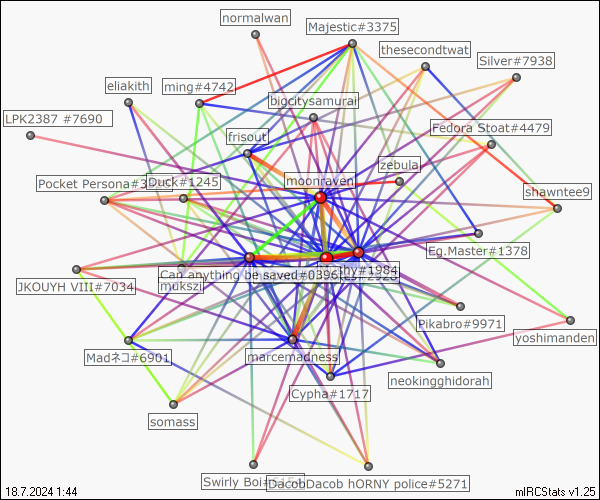 normalwan
Majestic#3375
thesecondtwat
Silver#7938
eliakith
ming#4742
bigcitysamurai
LPK2387 #7690
Fedora Stoat#4479
frisout
zebula
moonraven
Pocket Persona#3
Duck#1245
shawntee9
Eg.Master#1378
Can anything be saved#0396
shy#1984
JKOUYH VIII#7034
mukszi
Pikabro#9971
yoshimanden
Madネコ#6901
marcemadness
neokingghidorah
Cypha#1717
somass
Swirly Boi
DacobDacob hORNY police#5271
18.7.2024 1:44
mIRCStats v1.25